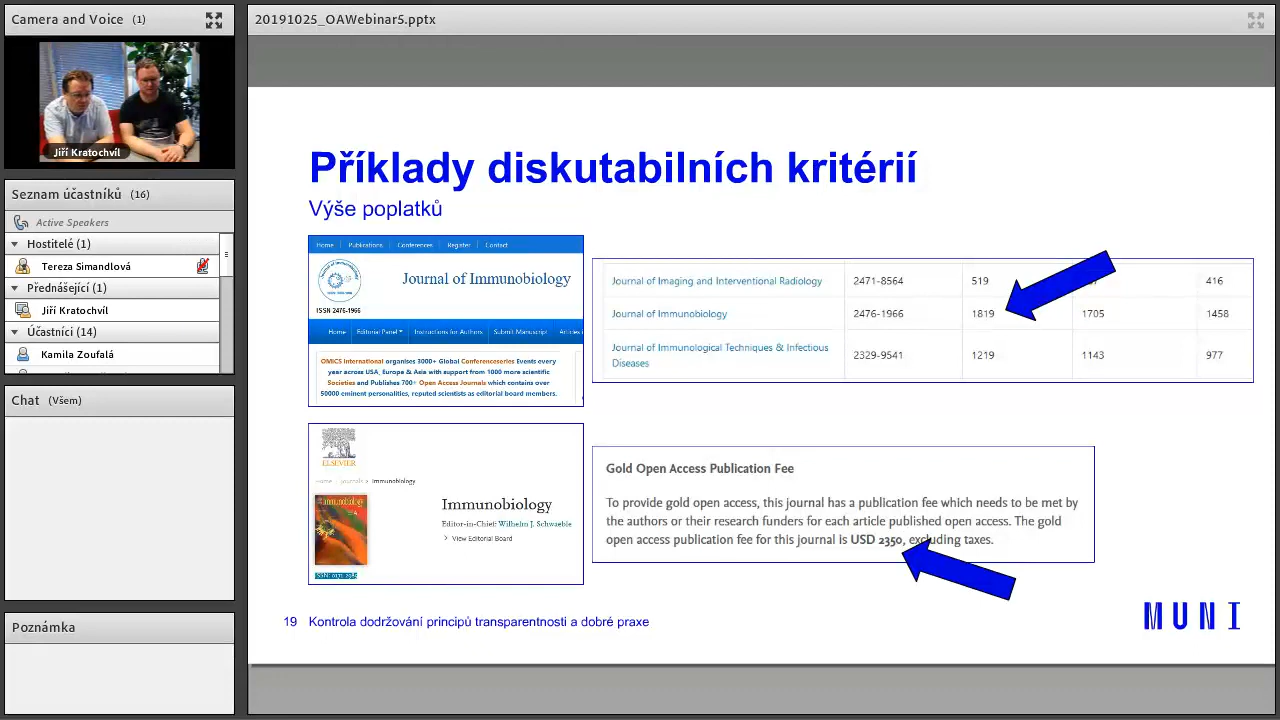 Camera and Voice (1)
20191025_OAWebinar5.pptx
Jiří Kratochvíl
Seznam účastníků (16)
Active Speakers
Hostitelé (1)
Tereza Simandlová
Přednášející (1)
Jiří Kratochvíl
Účastníci (14)
Kamila Zoufalá
Chat (Všem)
Poznámka
Příklady diskutabilních kritérií
Výše poplatků
Home Publications Conferences Register Contact
Journal of Immunobiology
ISSN 2476-1966
Home Editorial Panel Instructions for Authors Submit Manuscript Articles i
OMICS International organises 3000+ Global Conferenceseries Events every
year across USA, Europe & Asia with support from 1000 more scientific
Societies and Publishes 700+ Open Access Journals which contains over
50000 eminent personalities, reputed scientists as editorial board members.
Journal of Imaging and Interventional Radiology 2471-8564 519 416
Journal of Immunobiology 2476-1966 1819 1705 1458
Journal of Immunological Techniques & Infectious
Diseases 2329-9541 1219 1143 977
ELSEVIER
Home > Journals > Immunobiology
Immunobiology
Immunobiology
Editor-in-Chief: Wilhelm J. Schwaeble
> View Editorial Board
Gold Open Access Publication Fee
To provide gold open access, this journal has a publication fee which needs to be met by
the authors or their research funders for each article published open access. The gold
open access publication fee for this journal is USD 2350, excluding taxes.
19 Kontrola dodržování principů transparentnosti a dobré praxe
MUNI